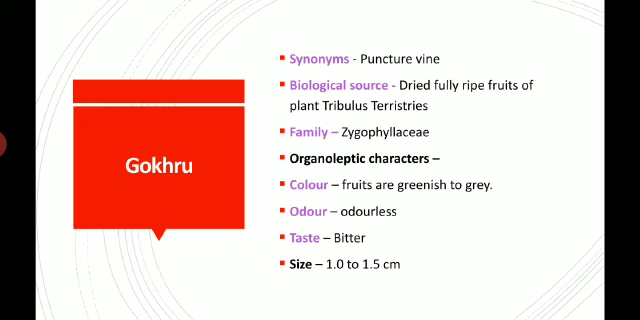 Gokhru
Synonyms - Puncture vine
Biological source - Dried fully ripe fruits of
plant Tribulus Terristries
Family – Zygophyllaceae
Organoleptic characters –
Colour – fruits are greenish to grey.
Odour – odourless
Taste – Bitter
Size – 1.0 to 1.5 cm